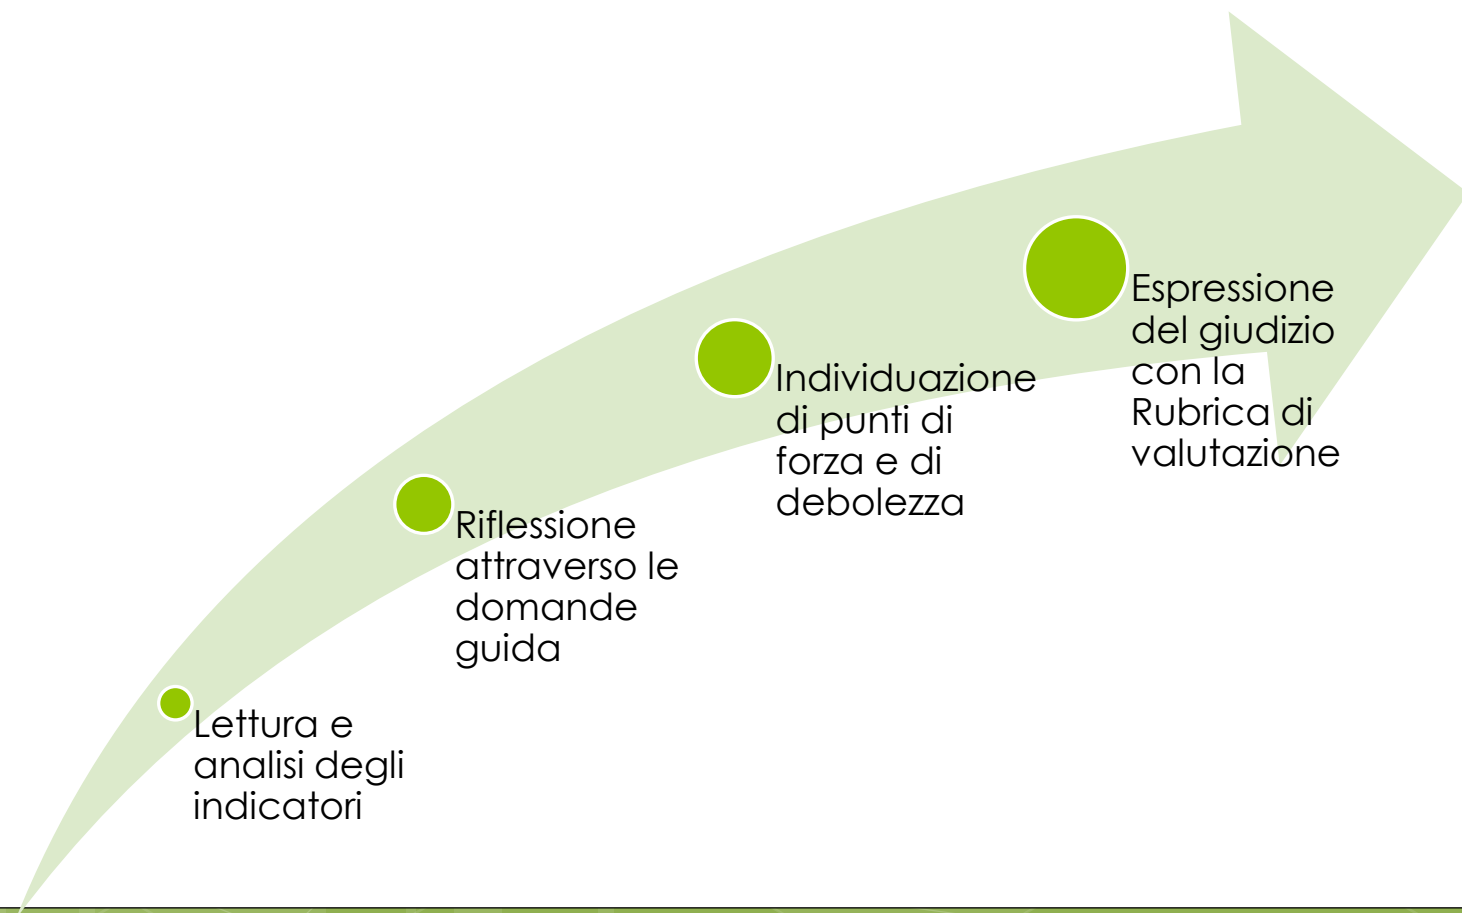 Lettura e
analisi degli
indicatori
Riflessione
attraverso le
domande
guida
Individuazione
di punti di
forza e di
debolezza
Espressione
del giudizio
con la
Rubrica di
valutazione